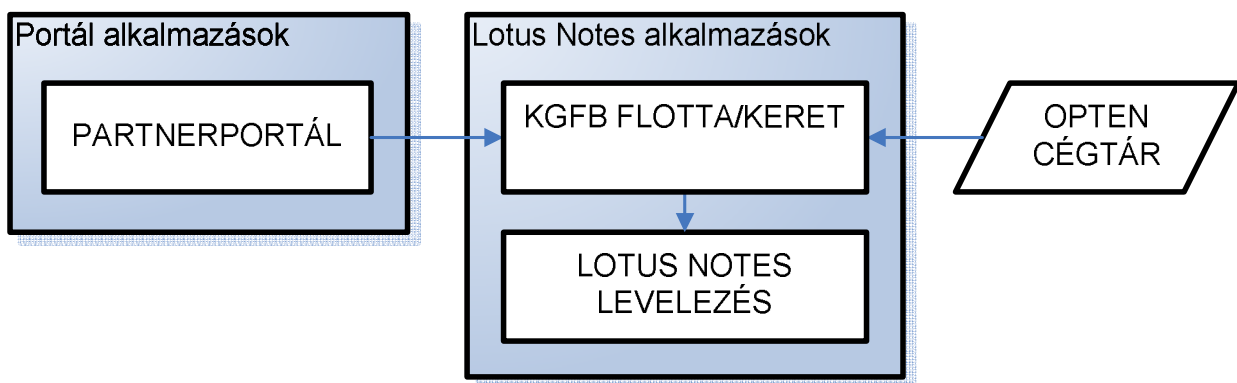 Portál alkalmazások
PARTNERPORTÁL
Lotus Notes alkalmazások
KGFB FLOTTA/KERET
LOTUS NOTES
LEVELEZÉS
OPTEN
CÉGTÁR